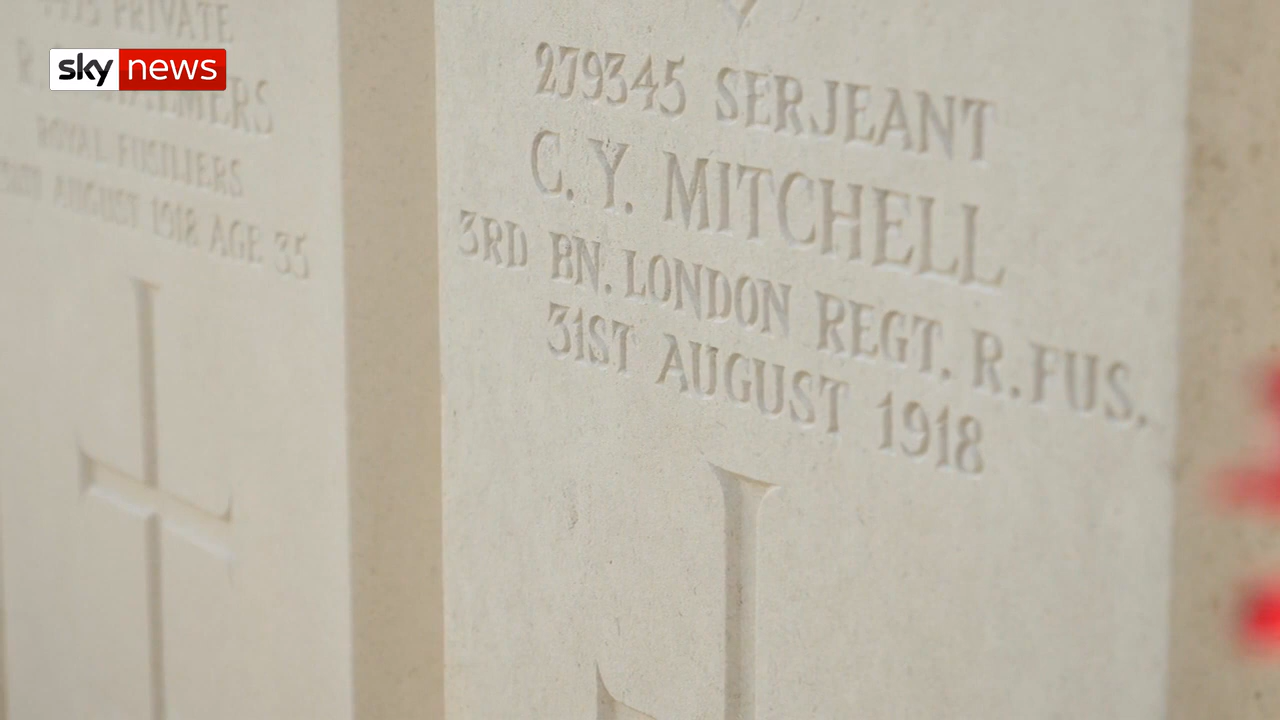 sky news
PRIVATE
ROYAL FUSILIERS
AUGUST 1918 AGE 35
279345 SERJEANT
C. Y. MITCHELL
3RD BN. LONDON REGT. R. FUS.
31ST AUGUST 1918